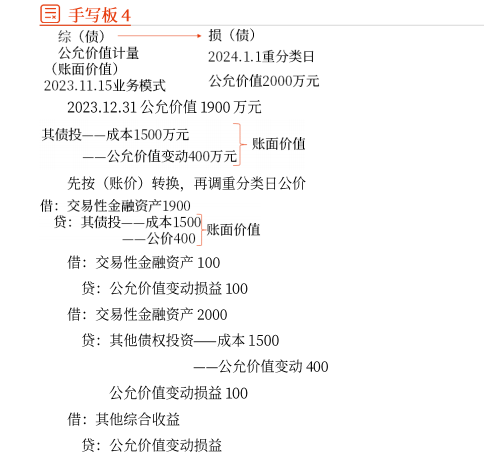 手写板 4
综（债） 损（债）
公允价值计量 2024.1.1重分类日
（账面价值）
2023.11.15业务模式 公允价值2000万元
2023.12.31 公允价值 1900 万元
其债投——成本1500万元
——公允价值变动400万元 账面价值
先按（账价）转换，再调重分类日公价
借：交易性金融资产1900
贷：其债投——成本1500
——公价400 账面价值
借：交易性金融资产 100
贷：公允价值变动损益 100
借：交易性金融资产 2000
贷：其他债权投资——成本 1500
——公允价值变动 400
公允价值变动损益 100
借：其他综合收益
贷：公允价值变动损益